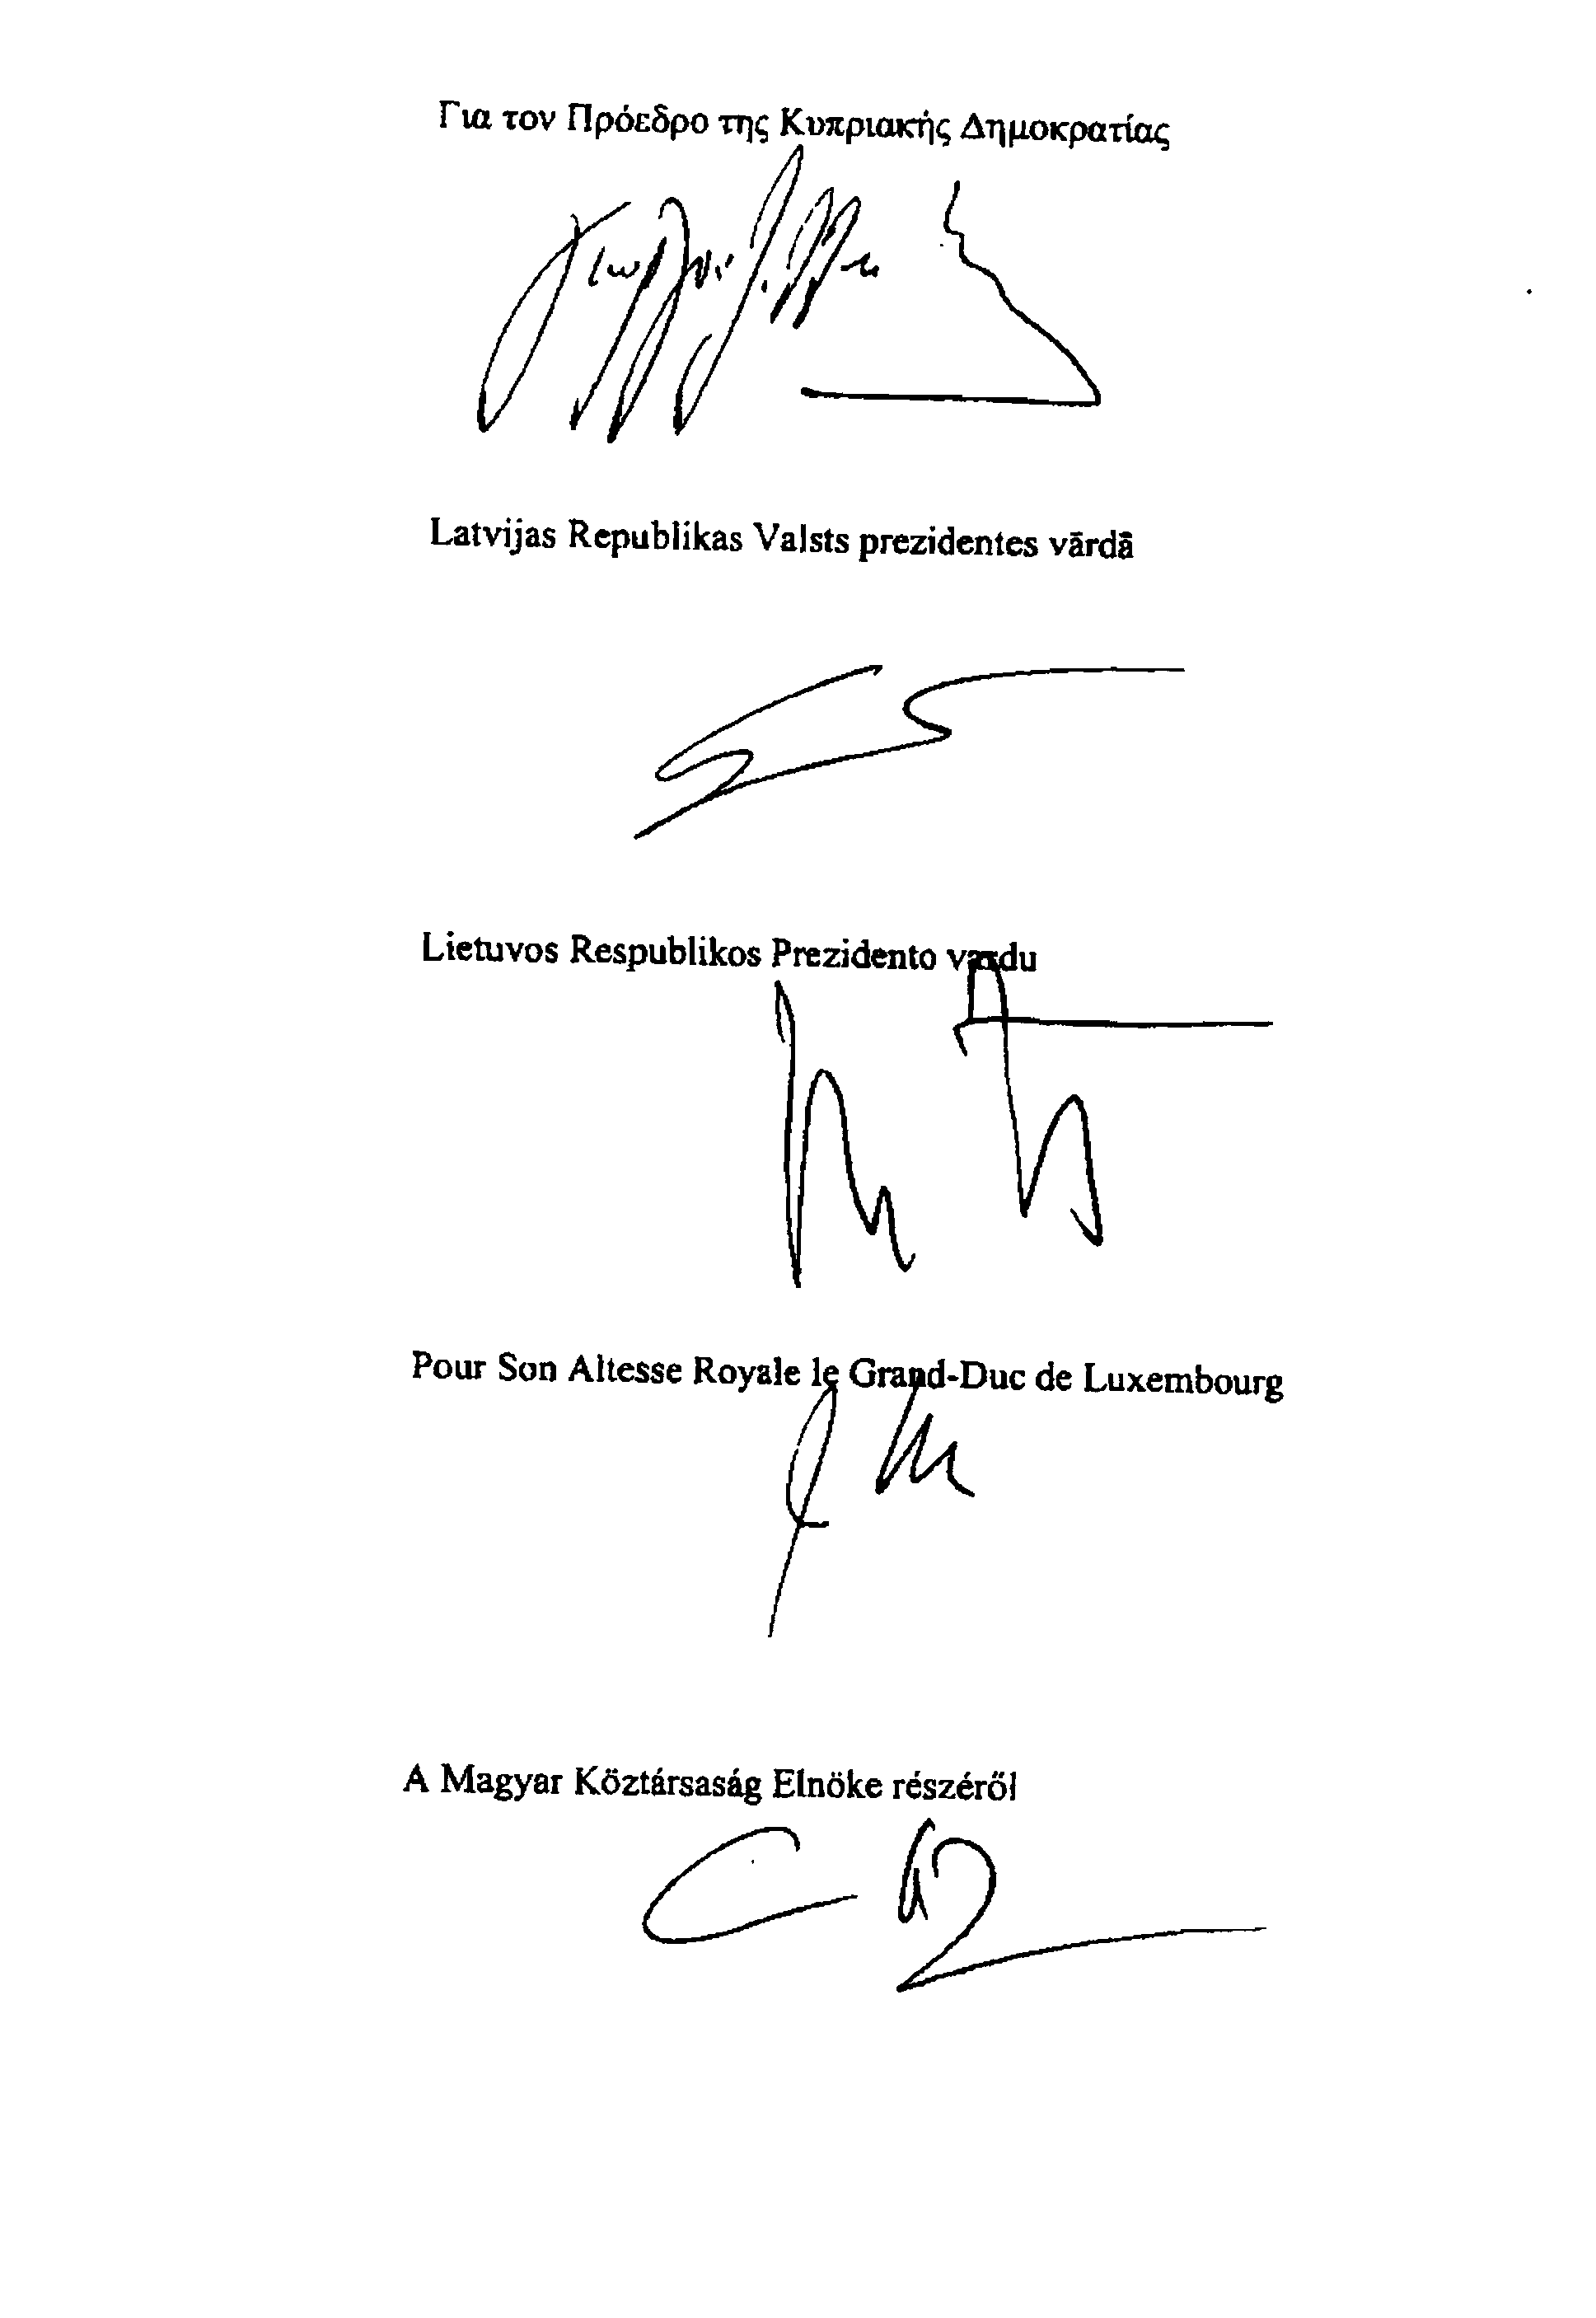 Για τον Πρόεδρο της Κυπριακής Δημοκρατίας
Latvijas Republikas Valsts prezidentes vārdā
Lietuvos Respublikos Prezidento vardu
Pour Son Altesse Royale le Grand-Duc de Luxembourg
A Magyar Köztársaság Elnöke részéről